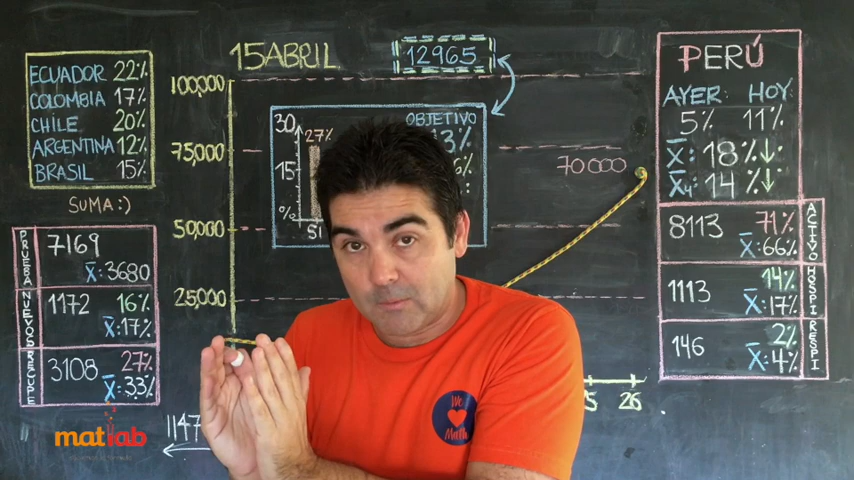 ECUADOR 22%
COLOMBIA 17%
CHILE 20%
ARGENTINA 12%
BRASIL 15%
SUMA:)
PRUEBA
7169
X̄: 3680
NUEVOS
1172 16%
X̄: 17%
RECUPE
3108 27%
X̄: 33%
matlab
1147
15 ABRIL
12965
100,000
75,000
50,000
25,000
30
15
%
27%
OBJETIVO
70000
26
We
Math
PERÚ
AYER: HOY:
5% 11%
X̄: 18%↓:
X̄4: 14%↓
8113 71%
X̄: 66%
ACTIVO
1113 14%
X̄: 17%
HOSPI
146 2%
X̄: 4%
RESPI